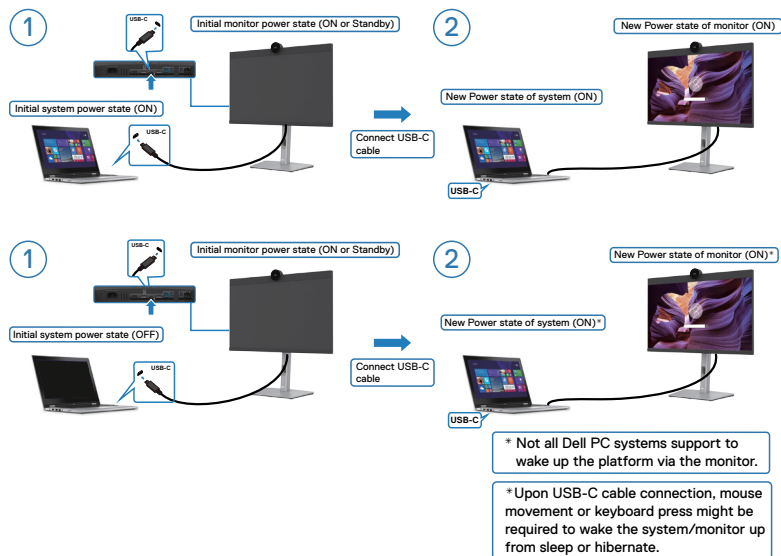 1
USB-C
Initial monitor power state (ON or Standby)
Initial system power state (ON)
USB-C
Connect USB-C
cable
2
New Power state of monitor (ON)
New Power state of system (ON)
USB-C
1
USB-C
Initial monitor power state (ON or Standby)
Initial system power state (OFF)
USB-C
Connect USB-C
cable
2
New Power state of monitor (ON)*
New Power state of system (ON)*
USB-C
* Not all Dell PC systems support to
wake up the platform via the monitor.
*Upon USB-C cable connection, mouse
movement or keyboard press might be
required to wake the system/monitor up
from sleep or hibernate.